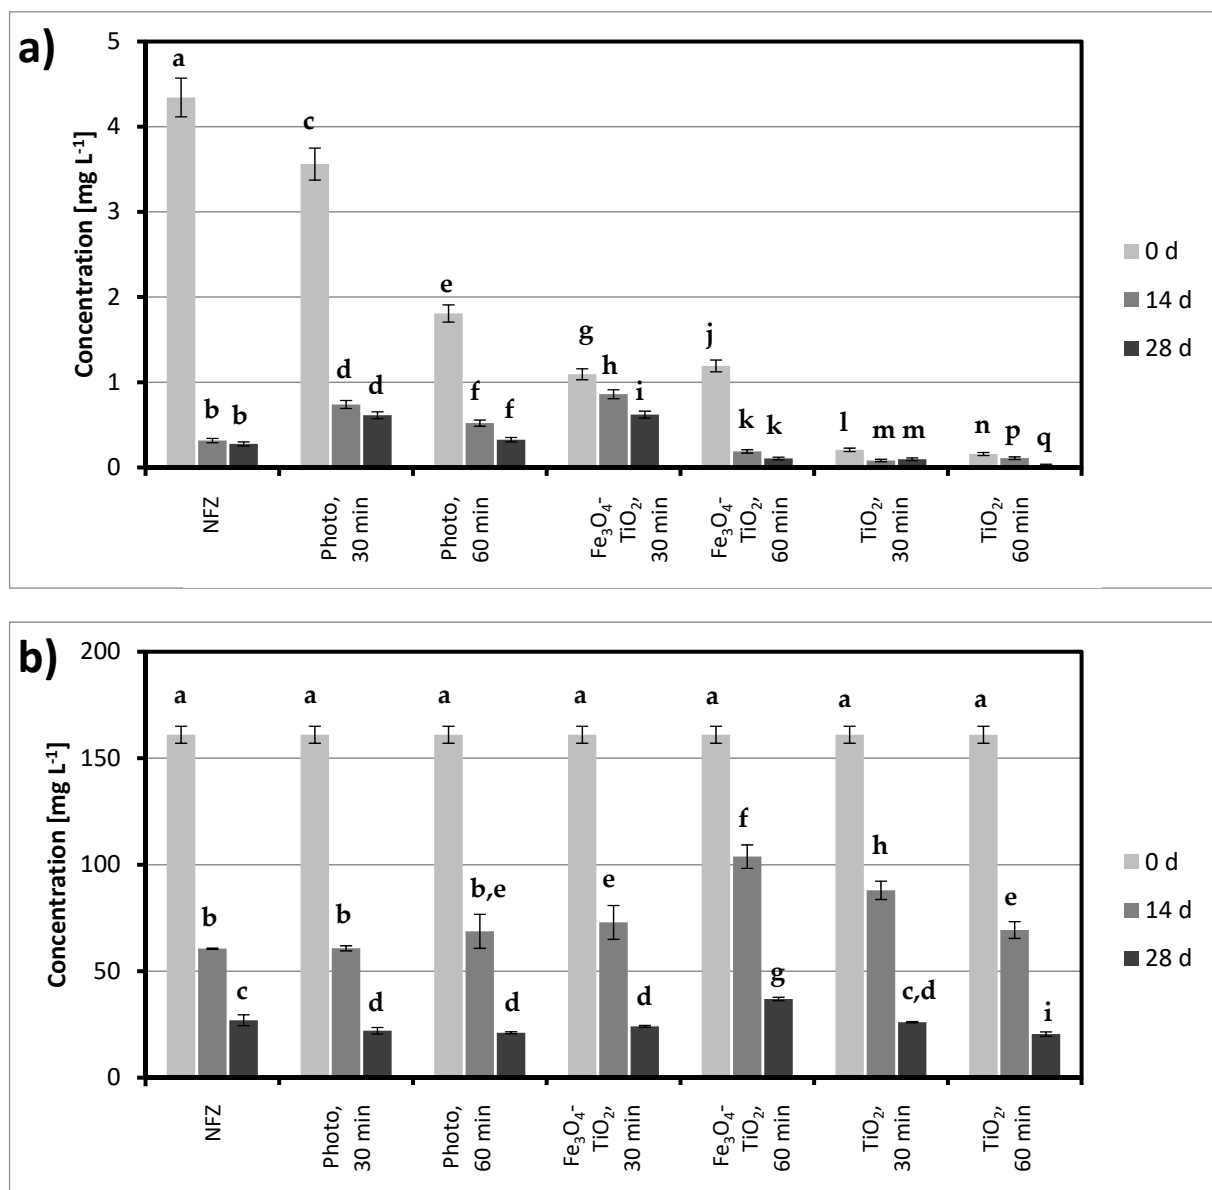 a)
Concentration [mg L⁻¹]
5
4
3
2
1
0
a
b b
c
d d
e
f f
g
h
i
j
k k
l
m m
n
p
q
NFZ
Photo,
30 min
Photo,
60 min
Fe₃O₄-
TiO₂,
30 min
Fe₃O₄-
TiO₂,
60 min
TiO₂,
30 min
TiO₂,
60 min
0 d
14 d
28 d
b)
Concentration [mg L⁻¹]
200
150
100
50
0
a
b
c
a
b
d
a
b,e
d
a
e
d
a
f
g
a
h
c,d
a
e
i
NFZ
Photo,
30 min
Photo,
60 min
Fe₃O₄-
TiO₂,
30 min
Fe₃O₄-
TiO₂,
60 min
TiO₂,
30 min
TiO₂,
60 min
0 d
14 d
28 d